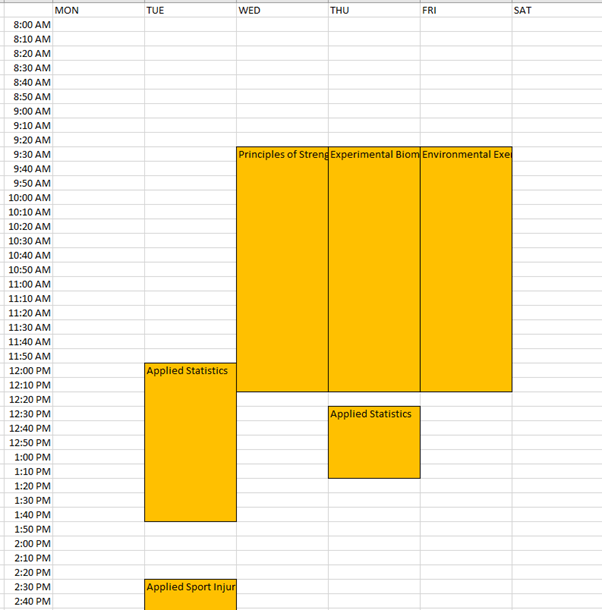 MON TUE WED THU FRI SAT
8:00 AM
8:10 AM
8:20 AM
8:30 AM
8:40 AM
8:50 AM
9:00 AM
9:10 AM
9:20 AM
9:30 AM Principles of Streng Experimental Biom Environmental Exer
9:40 AM
9:50 AM
10:00 AM
10:10 AM
10:20 AM
10:30 AM
10:40 AM
10:50 AM
11:00 AM
11:10 AM
11:20 AM
11:30 AM
11:40 AM
11:50 AM
12:00 PM Applied Statistics
12:10 PM
12:20 PM
12:30 PM Applied Statistics
12:40 PM
12:50 PM
1:00 PM
1:10 PM
1:20 PM
1:30 PM
1:40 PM
1:50 PM
2:00 PM
2:10 PM
2:20 PM
2:30 PM Applied Sport Injur
2:40 PM